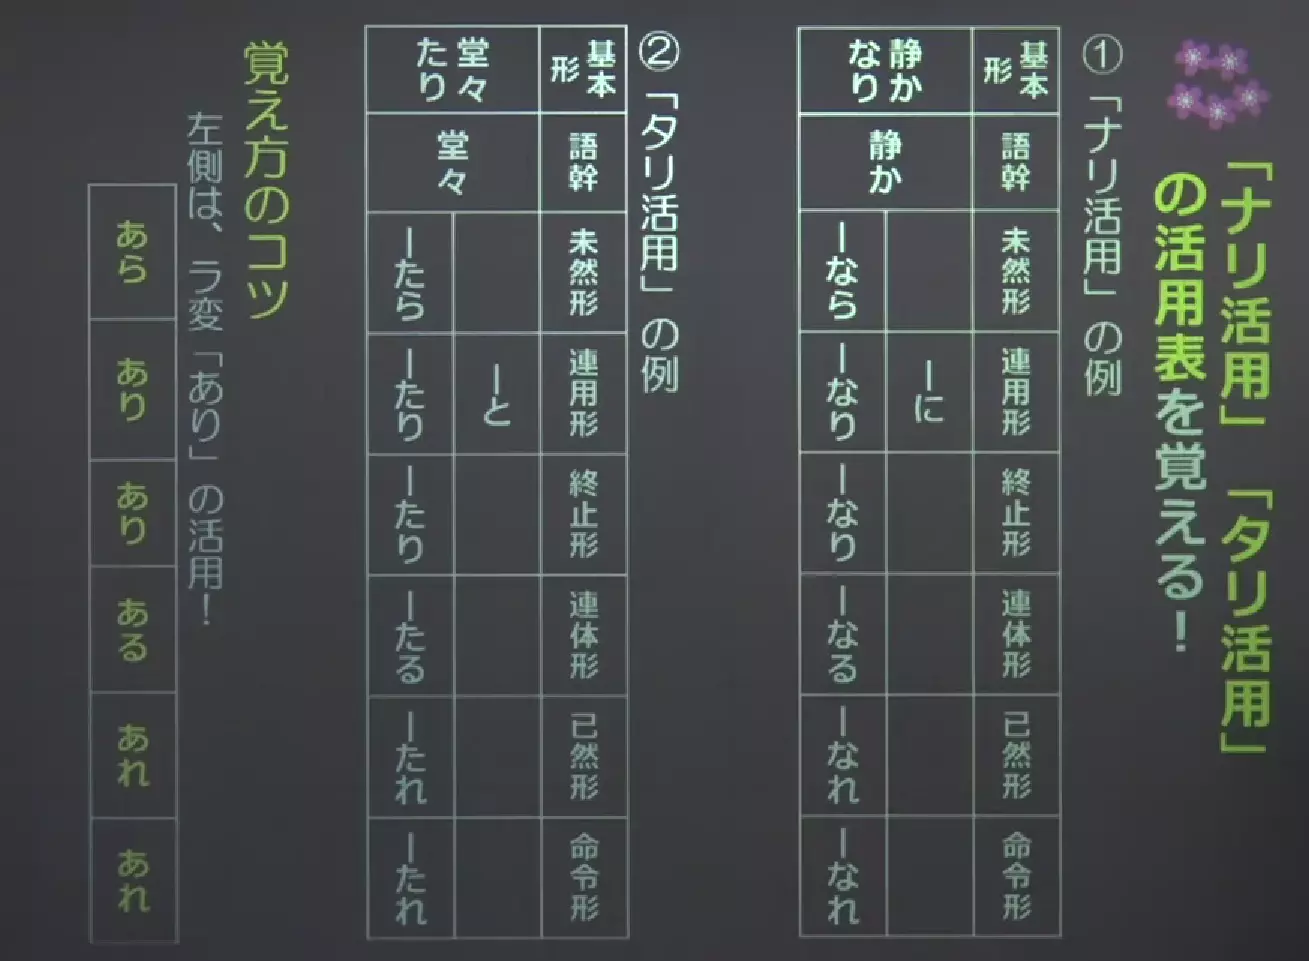 「ナリ活用」「タリ活用」
の活用表を覚える！
①「ナリ活用」の例
基本形
語幹
未然形
連用形
終止形
連体形
已然形
命令形
静かなり
静か
ーに
ーなら
ーなり
ーなり
ーなる
ーなれ
ーなれ
②「タリ活用」の例
基本形
語幹
未然形
連用形
終止形
連体形
已然形
命令形
堂々たり
堂々
ーと
ーたら
ーたり
ーたり
ーたる
ーたれ
ーたれ
覚え方のコツ
左側は、ラ変「あり」の活用！
あら
あり
あり
ある
あれ
あれ